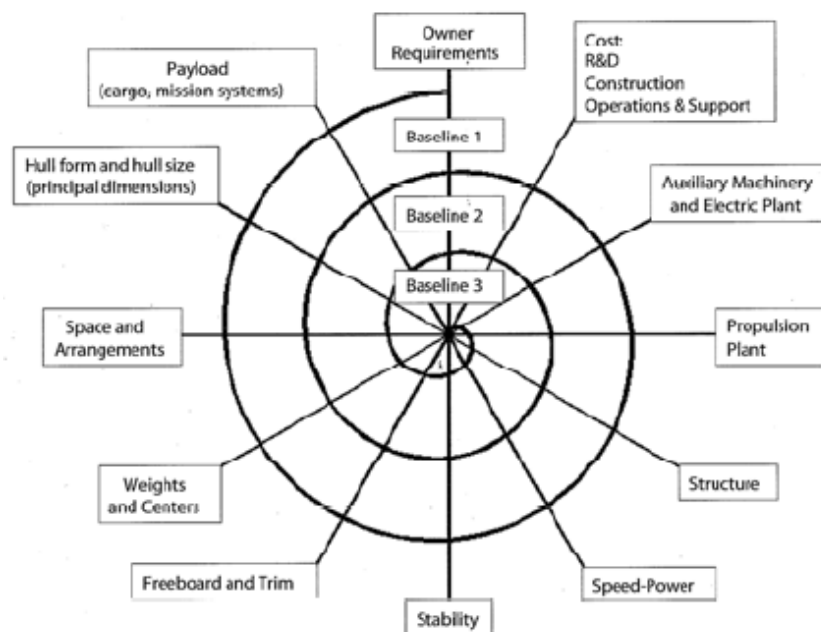 Owner
Requirements
Cost:
R&D
Construction
Operations & Support
Payload
(cargo, mission systems)
Baseline 1
Hull form and hull size
(principal dimensions)
Auxiliary Machinery
and Electric Plant
Baseline 2
Baseline 3
Space and
Arrangements
Propulsion
Plant
Weights
and Centers
Structure
Freeboard and Trim
Speed-Power
Stability